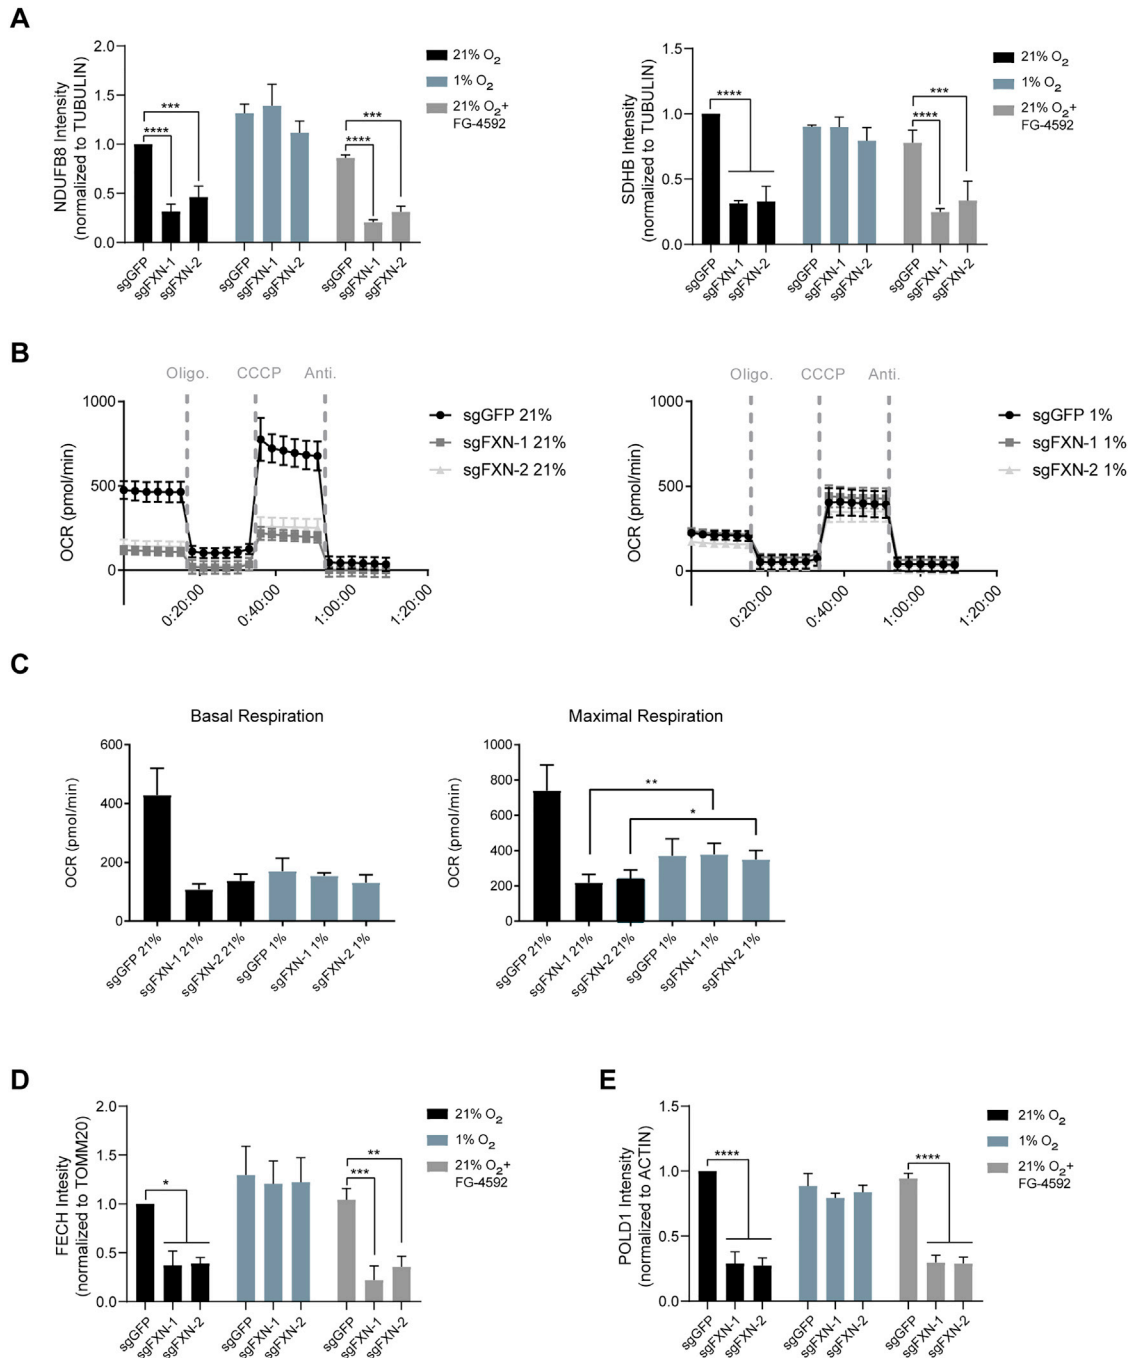 A
NDUFB8 Intensity
(normalized to TUBULIN)
2.0
1.5
1.0
0.5
0.0
***
****
***
****
sgGFP
sgFXN-1
sgFXN-2
sgGFP
sgFXN-1
sgFXN-2
sgGFP
sgFXN-1
sgFXN-2
21% O2
1% O2
21% O2+
FG-4592
SDHB Intensity
(normalized to TUBULIN)
1.5
1.0
0.5
0.0
****
***
****
sgGFP
sgFXN-1
sgFXN-2
sgGFP
sgFXN-1
sgFXN-2
sgGFP
sgFXN-1
sgFXN-2
21% O2
1% O2
21% O2+
FG-4592
B
Oligo. CCCP Anti.
OCR (pmol/min)
1000
500
0
0:20:00
0:40:00
1:00:00
1:20:00
sgGFP 21%
sgFXN-1 21%
sgFXN-2 21%
Oligo. CCCP Anti.
OCR (pmol/min)
1000
500
0
0:20:00
0:40:00
1:00:00
1:20:00
sgGFP 1%
sgFXN-1 1%
sgFXN-2 1%
C
Basal Respiration
OCR (pmol/min)
600
400
200
0
sgGFP 21%
sgFXN-1 21%
sgFXN-2 21%
sgGFP 1%
sgFXN-1 1%
sgFXN-2 1%
Maximal Respiration
OCR (pmol/min)
1000
800
600
400
200
0
**
*
sgGFP 21%
sgFXN-1 21%
sgFXN-2 21%
sgGFP 1%
sgFXN-1 1%
sgFXN-2 1%
D
FECH Intesity
(normalized to TOMM20)
2.0
1.5
1.0
0.5
0.0
*
**
***
sgGFP
sgFXN-1
sgFXN-2
sgGFP
sgFXN-1
sgFXN-2
sgGFP
sgFXN-1
sgFXN-2
21% O2
1% O2
21% O2+
FG-4592
E
POLD1 Intensity
(normalized to ACTIN)
1.5
1.0
0.5
0.0
****
****
sgGFP
sgFXN-1
sgFXN-2
sgGFP
sgFXN-1
sgFXN-2
sgGFP
sgFXN-1
sgFXN-2
21% O2
1% O2
21% O2+
FG-4592